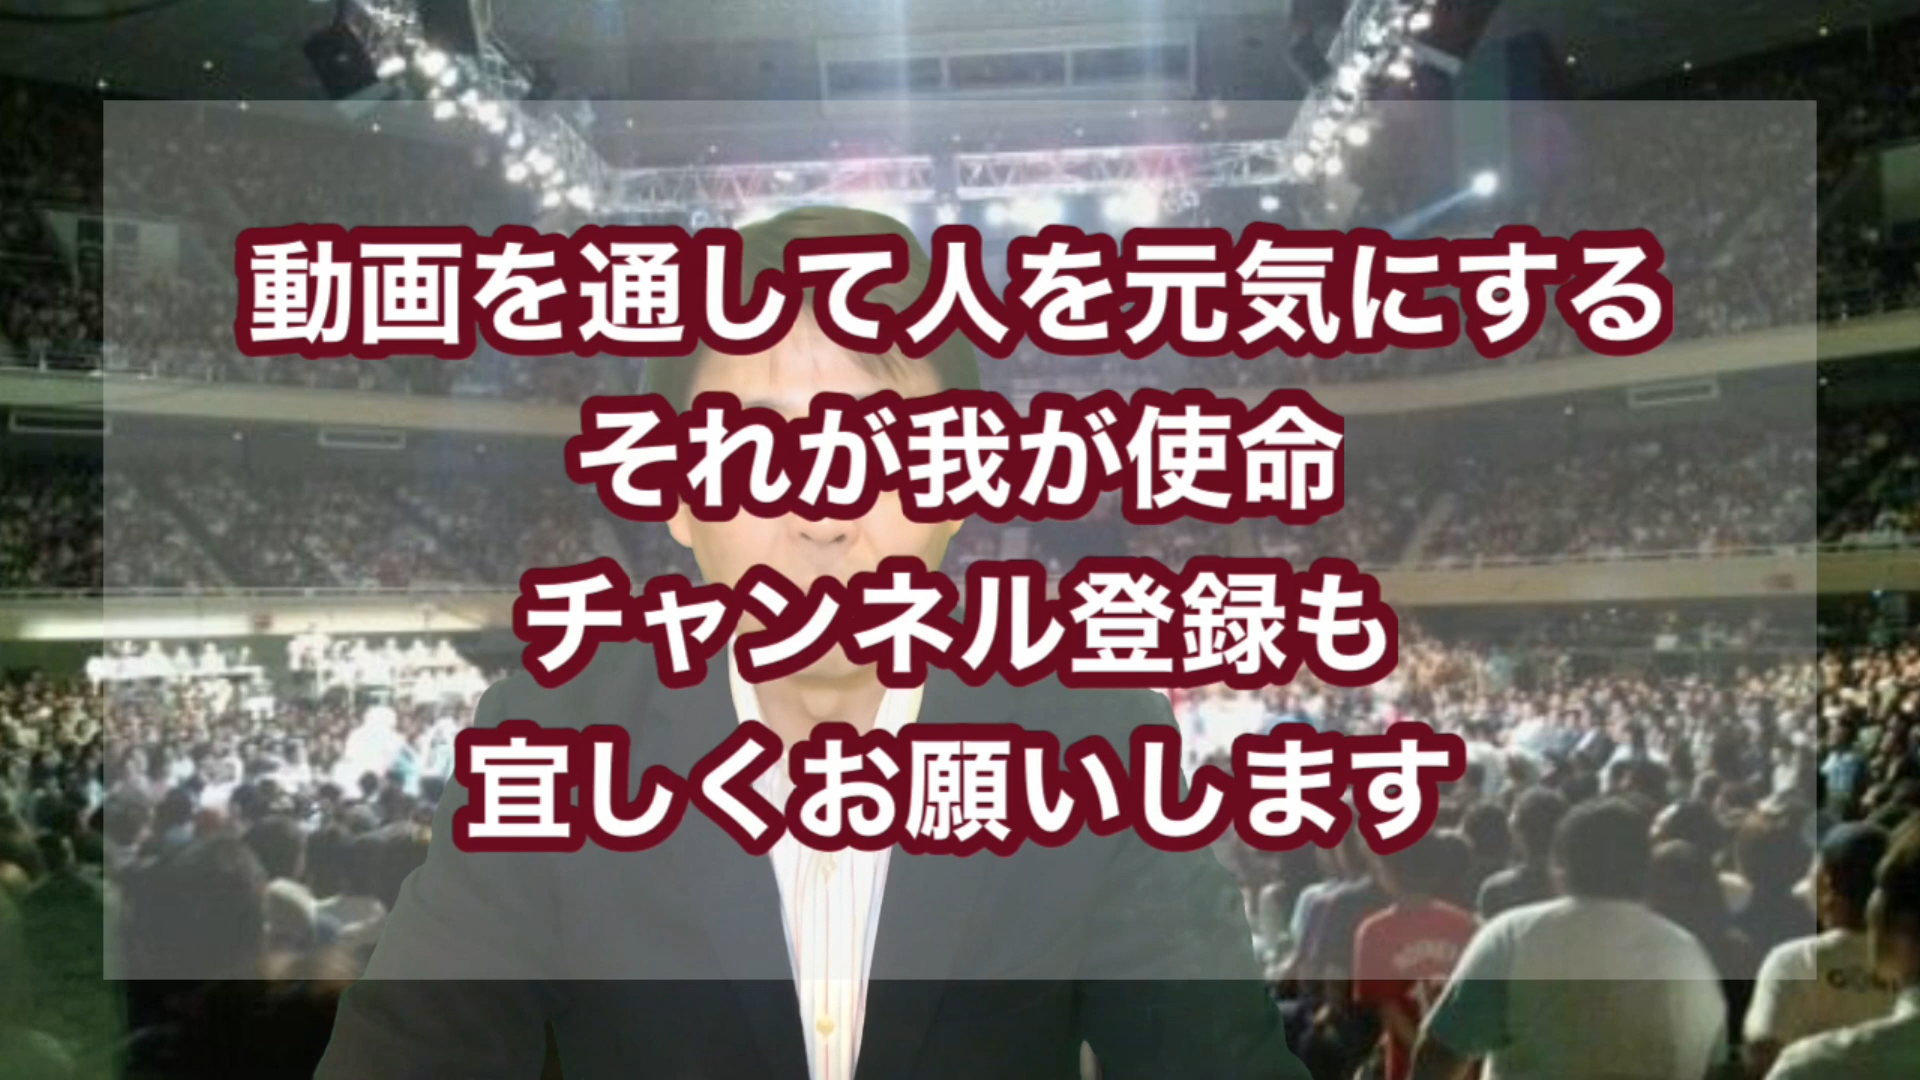 動画を通して人を元気にする
それが我が使命
チャンネル登録も
宜しくお願いします